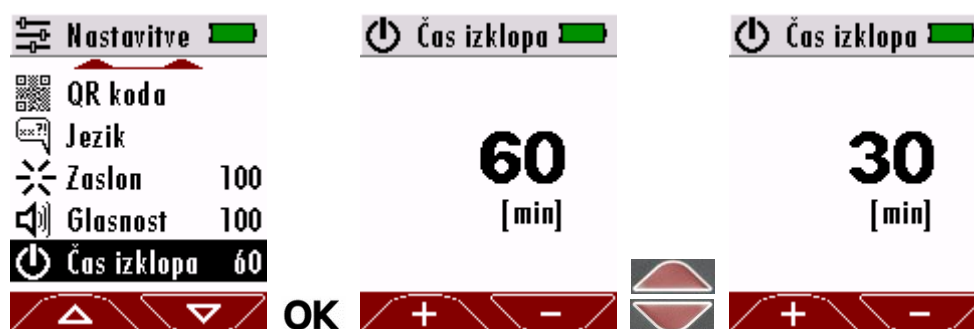 Nastavitve
QR koda
Jezik
Zaslon 100
Glasnost 100
Čas izklopa 60
OK
Čas izklopa
60
[min]
+ -
Čas izklopa
30
[min]
+ -